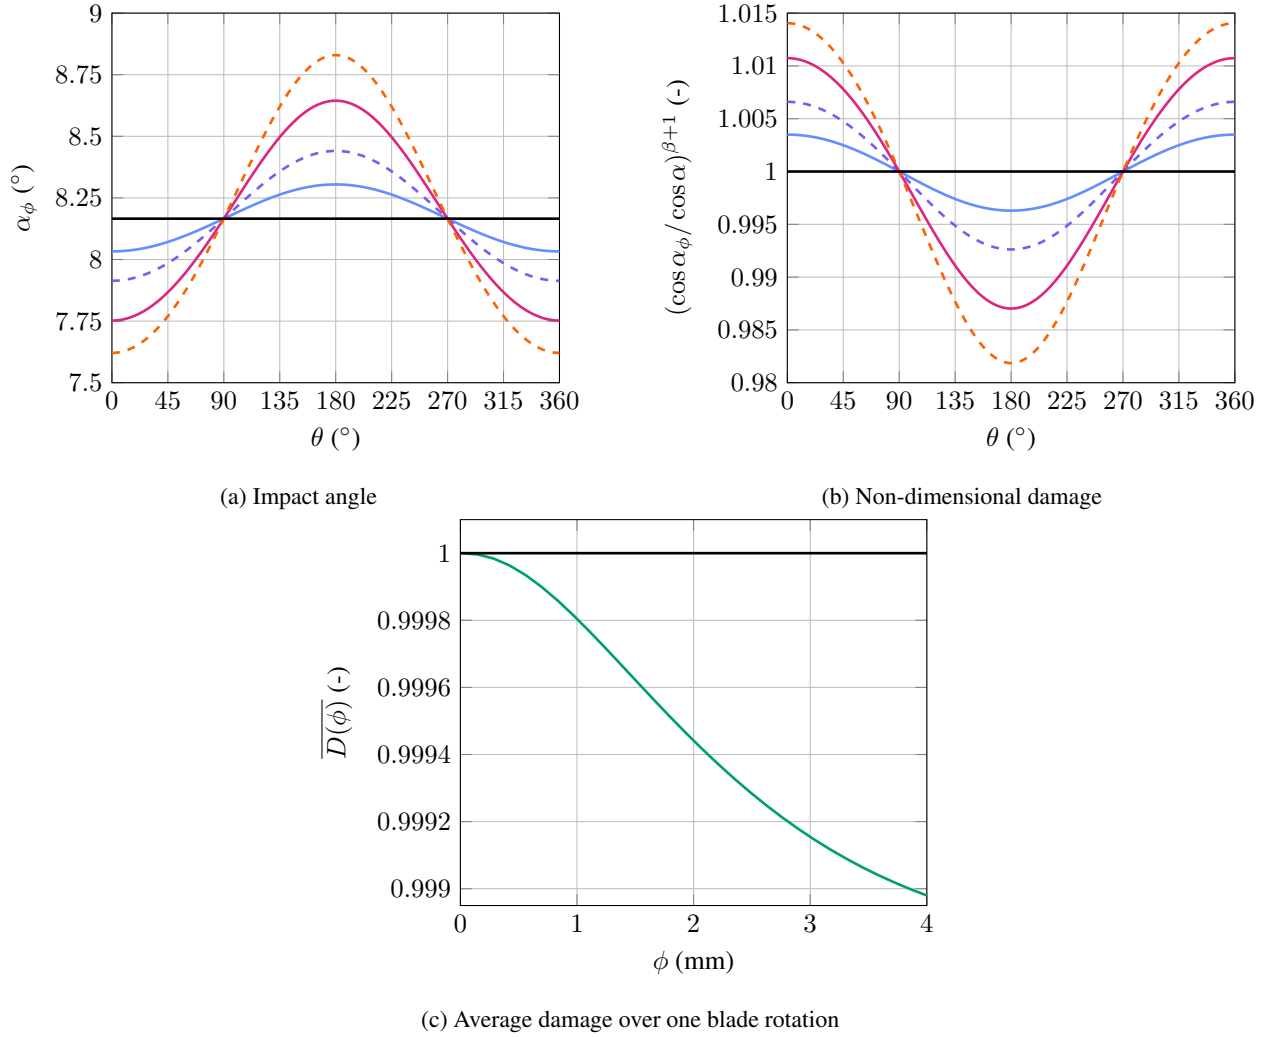 9
8.75
8.5
8.25
8
7.75
7.5
α_ϕ (°)
0 45 90 135 180 225 270 315 360
θ (°)
(a) Impact angle
1.015
1.01
1.005
1
0.995
0.99
0.985
0.98
(cos α_ϕ / cos α)^{β+1} (-)
0 45 90 135 180 225 270 315 360
θ (°)
(b) Non-dimensional damage
1
0.9998
0.9996
0.9994
0.9992
0.999
\overline{D(ϕ)} (-)
0 1 2 3 4
ϕ (mm)
(c) Average damage over one blade rotation